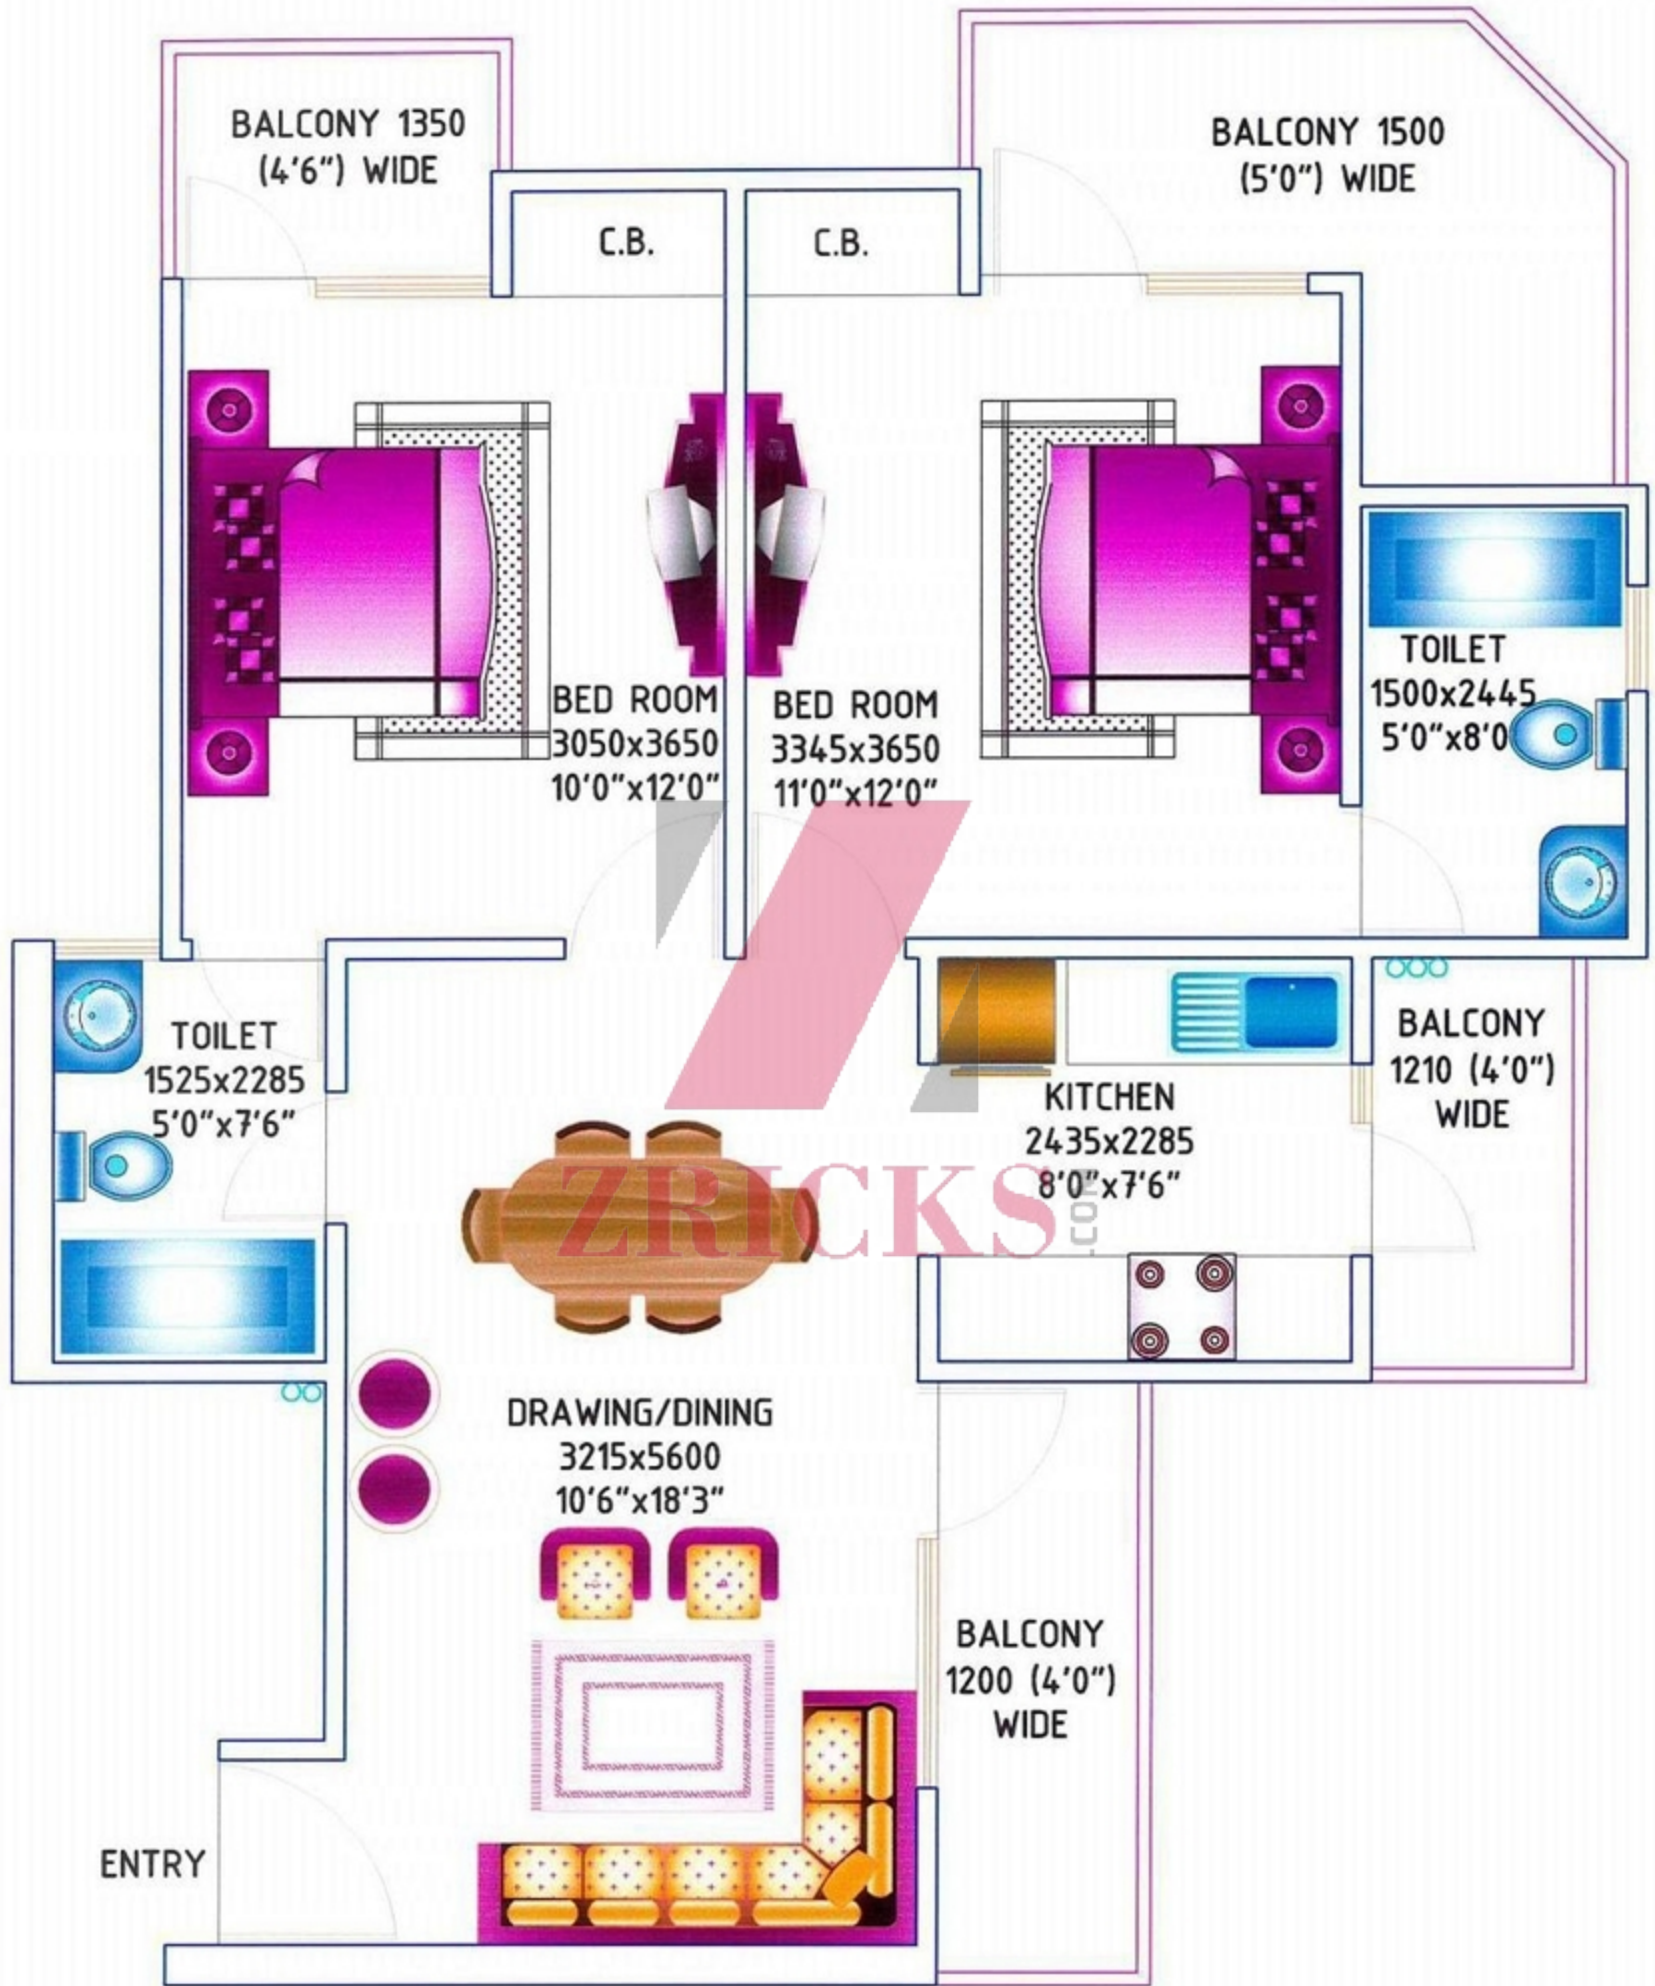 BALCONY 1350
(4'6") WIDE
BALCONY 1500
(5'0") WIDE
C.B.
C.B.
BED ROOM
3050x3650
10'0"x12'0"
BED ROOM
3345x3650
11'0"x12'0"
TOILET
1500x2445
5'0"x8'0
TOILET
1525x2285
5'0"x7'6"
KITCHEN
2435x2285
8'0"x7'6"
BALCONY
1210 (4'0")
WIDE
ZRICKS
.COM
DRAWING/DINING
3215x5600
10'6"x18'3"
BALCONY
1200 (4'0")
WIDE
ENTRY